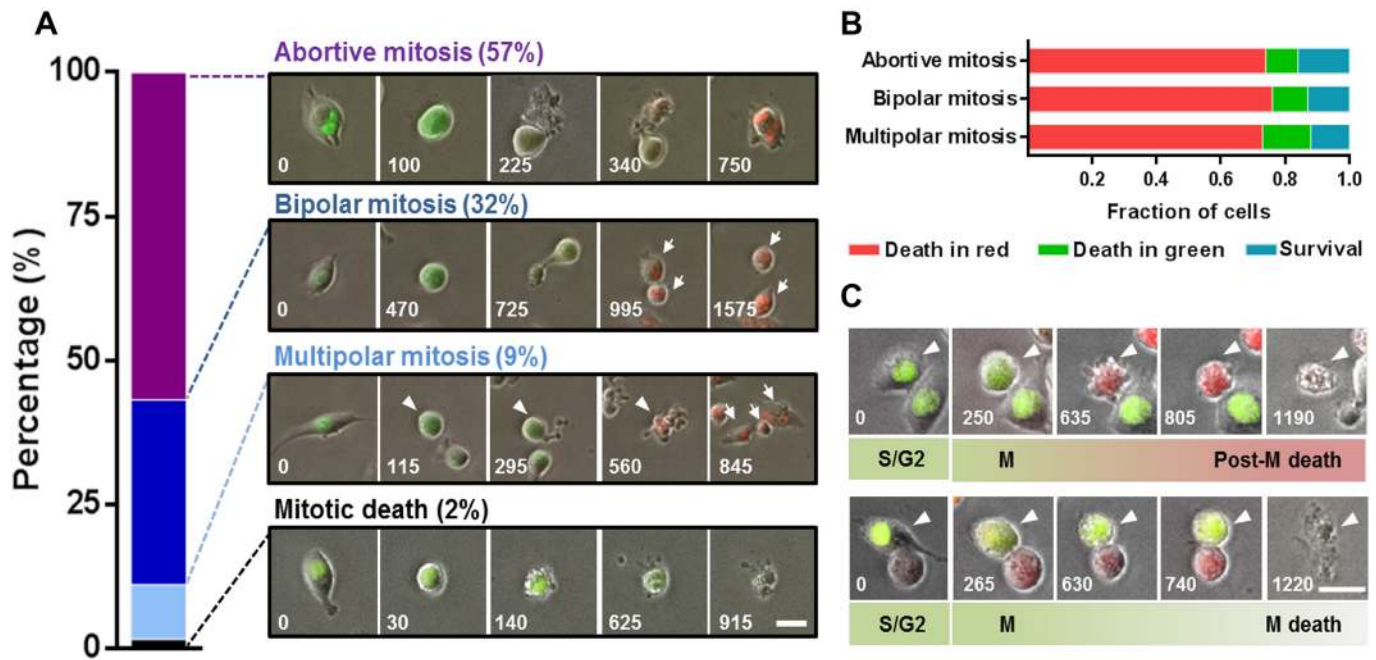 A
Percentage (%)
100
75
50
25
0
Abortive mitosis (57%)
0 100 225 340 750
Bipolar mitosis (32%)
0 470 725 995 1575
Multipolar mitosis (9%)
0 115 295 560 845
Mitotic death (2%)
0 30 140 625 915
B
Abortive mitosis
Bipolar mitosis
Multipolar mitosis
0.2 0.4 0.6 0.8 1.0
Fraction of cells
Death in red Death in green Survival
C
0 250 635 805 1190
S/G2 M Post-M death
0 265 630 740 1220
S/G2 M M death